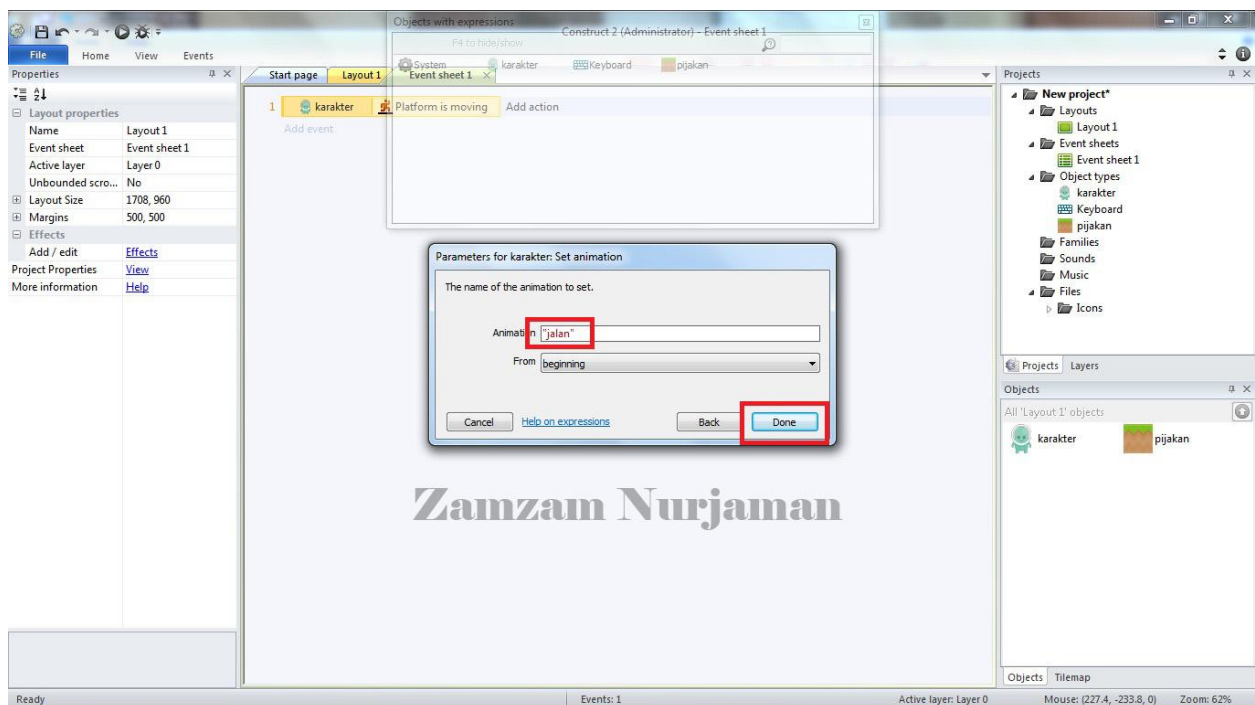 Objects with expressions
Construct 2 (Administrator) - Event sheet 1
F4 to hide/show
File Home View Events
System karakter Keyboard pijakan
Properties
Start page Layout 1 Event sheet 1
Projects
1 karakter Platform is moving Add action
Add event
Layout properties
Name Layout 1
Event sheet Event sheet 1
Active layer Layer 0
Unbounded scro... No
Layout Size 1708, 960
Margins 500, 500
Effects
Add / edit Effects
Project Properties View
More information Help
New project*
Layouts
Layout 1
Event sheets
Event sheet 1
Object types
karakter
Keyboard
pijakan
Families
Sounds
Music
Files
Icons
Parameters for karakter: Set animation
The name of the animation to set.
Animation "jalan"
From beginning
Cancel Help on expressions Back Done
Projects Layers
Objects
All 'Layout 1' objects
karakter pijakan
Zamzam Nurjaman
Objects Tilemap
Ready Events: 1 Active layer: Layer 0 Mouse: (227.4, -233.8, 0) Zoom: 62%